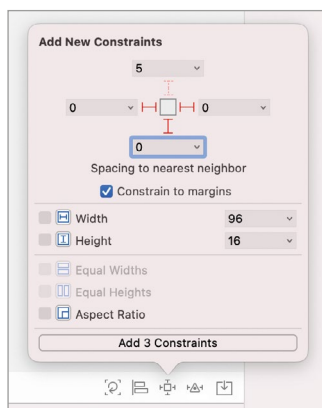 Add New Constraints
5
0 0
0
Spacing to nearest neighbor
Constrain to margins
Width 96
Height 16
Equal Widths
Equal Heights
Aspect Ratio
Add 3 Constraints